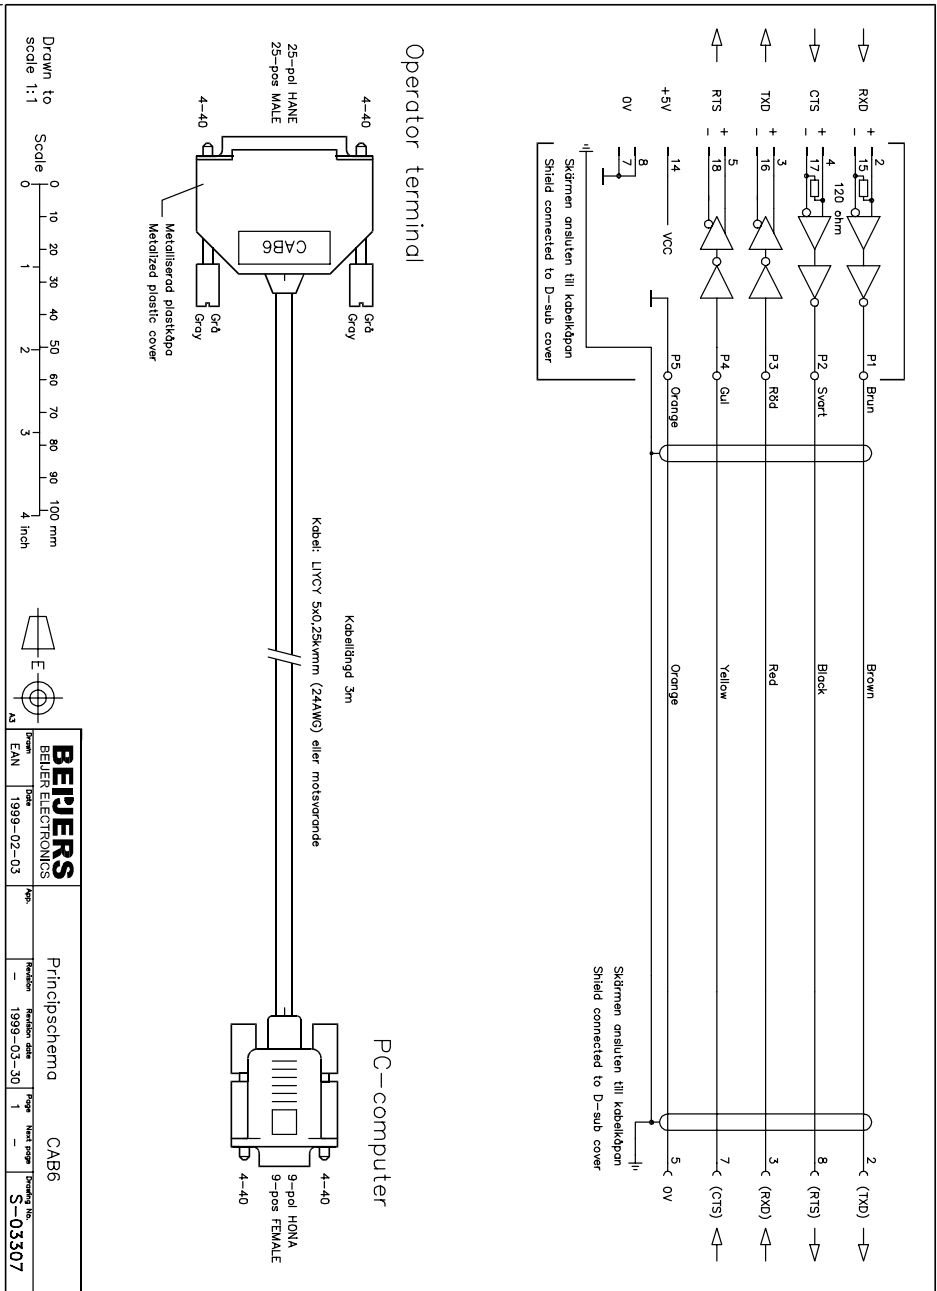 RXD
+
-
2
15
P1
Brun
Brown
2
(TXD)
120 ohm
CTS
+
-
4
17
P2
Svart
Black
8
(RTS)
TXD
+
-
3
16
P3
Röd
Red
3
(RXD)
RTS
+
-
5
18
P4
Gul
Yellow
7
(CTS)
+5V
14
VCC
P5
Orange
Orange
5
0V
0V
8
7
Skärmen ansluten till kabelkåpan
Shield connected to D-sub cover
Skärmen ansluten till kabelkåpan
Shield connected to D-sub cover
Operator terminal
PC-computer
4-40
Grå
Gray
25-pol HANE
25-pos MALE
CAB6
4-40
Grå
Gray
Metalliserad plastkåpa
Metalized plastic cover
Kabellängd 3m
Kabel: LIYCY 5x0,25kvmm (24AWG) eller motsvarande
4-40
9-pol HONA
9-pos FEMALE
4-40
Drawn to
scale 1:1
Scale
0 10 20 30 40 50 60 70 80 90 100 mm
0 1 2 3 4 inch
E
A3
BEIJERS
BEIJER ELECTRONICS
Principschema
CAB6
Drawn
EAN
Date
1999-02-03
App.
Revision
-
Revision date
1999-03-30
Page
1
Next page
-
Drawing No.
S-03307